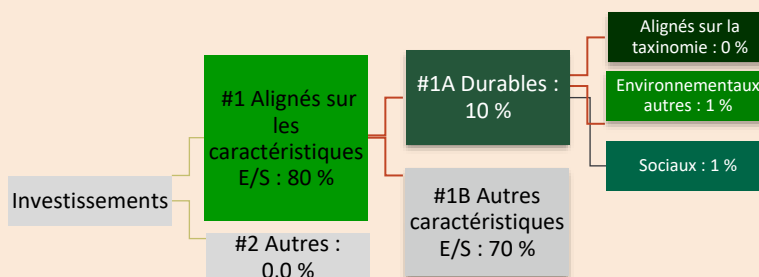 Investissements
#1 Alignés sur
les
caractéristiques
E/S : 80 %
#2 Autres :
0.0 %
#1A Durables :
10 %
#1B Autres
caractéristiques
E/S : 70 %
Alignés sur la
taxinomie : 0 %
Environnementaux
autres : 1 %
Sociaux : 1 %